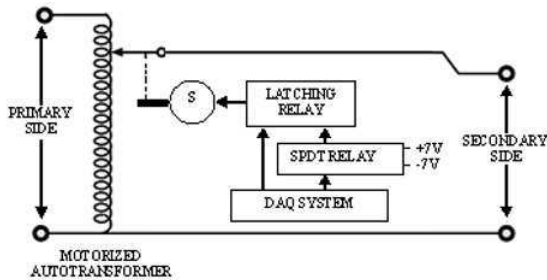 PRIMARY
SIDE
S
LATCHING
RELAY
SPDT RELAY
+7V
-7V
DAQ SYSTEM
SECONDARY
SIDE
MOTORIZED
AUTOTRANSFORMER